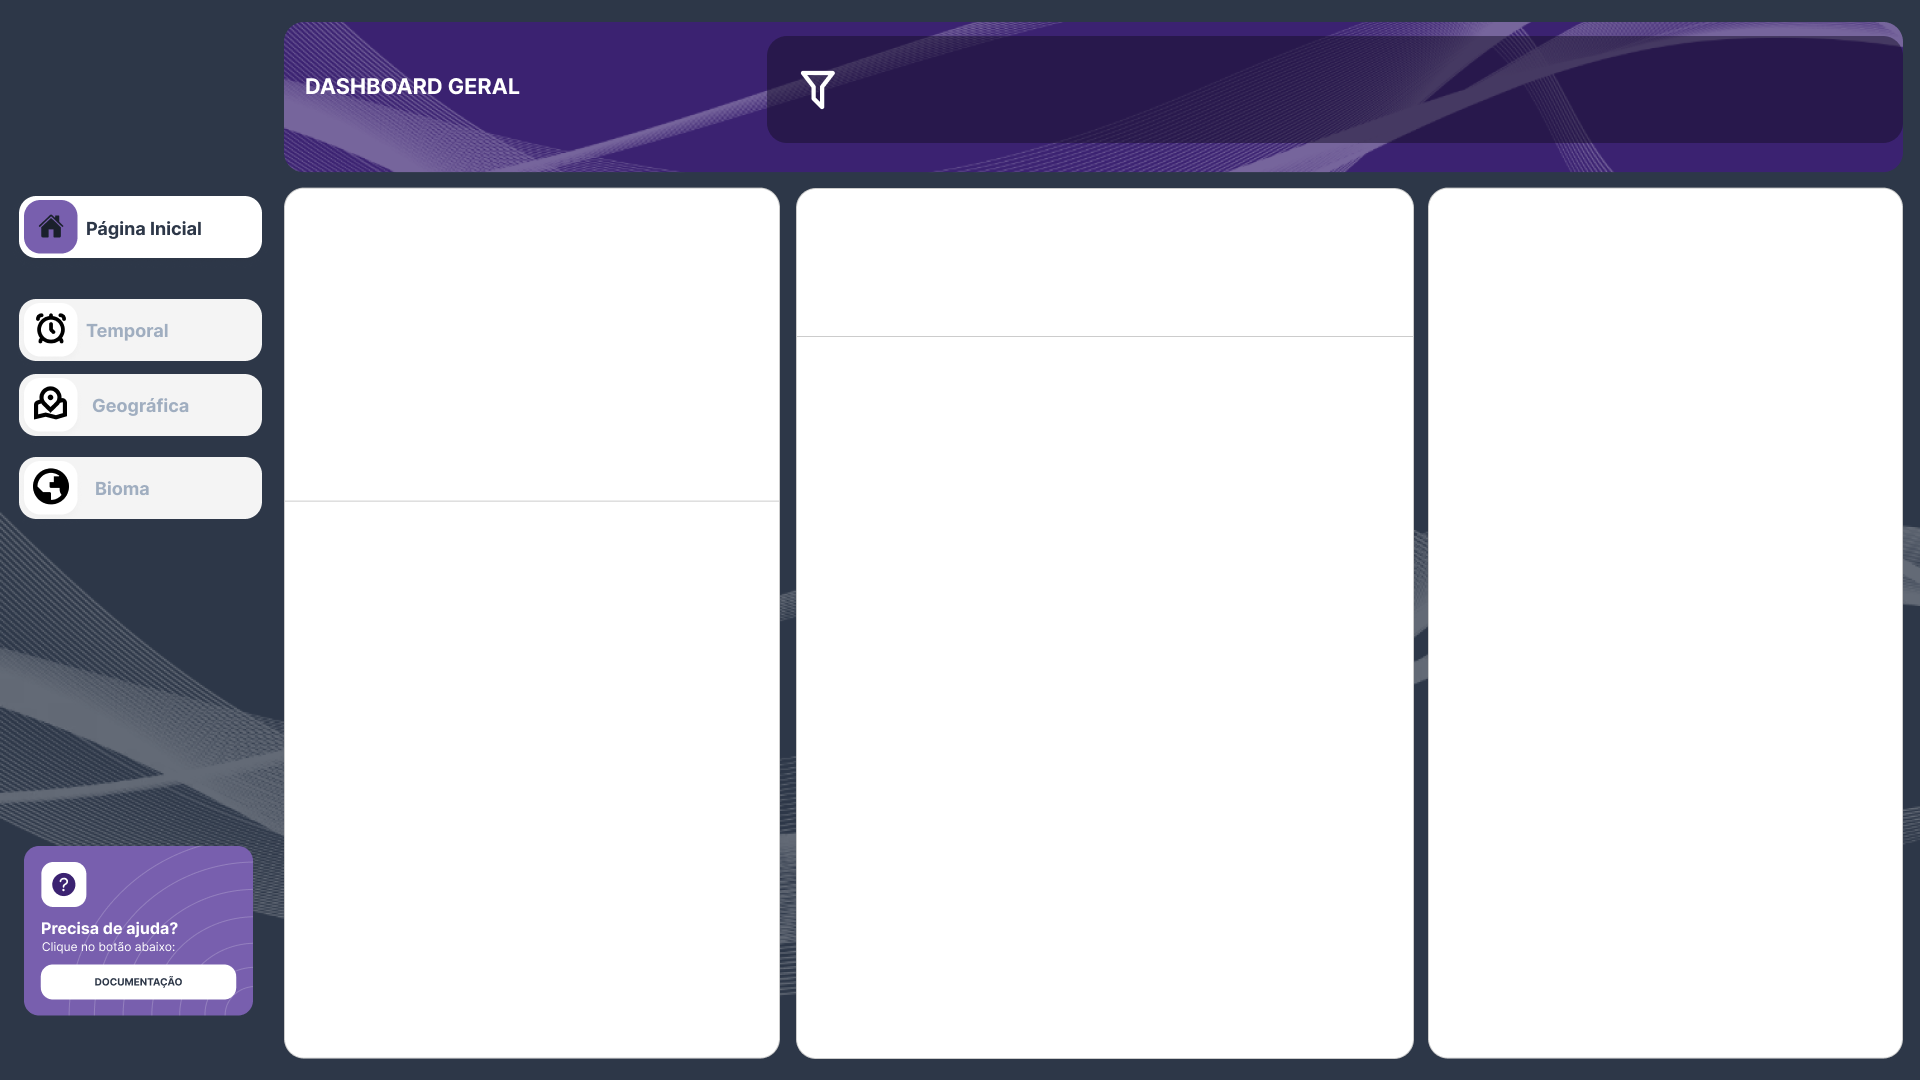 DASHBOARD GERAL
Página Inicial
Temporal
Geográfica
Bioma
?
Precisa de ajuda?
Clique no botão abaixo:
DOCUMENTAÇÃO